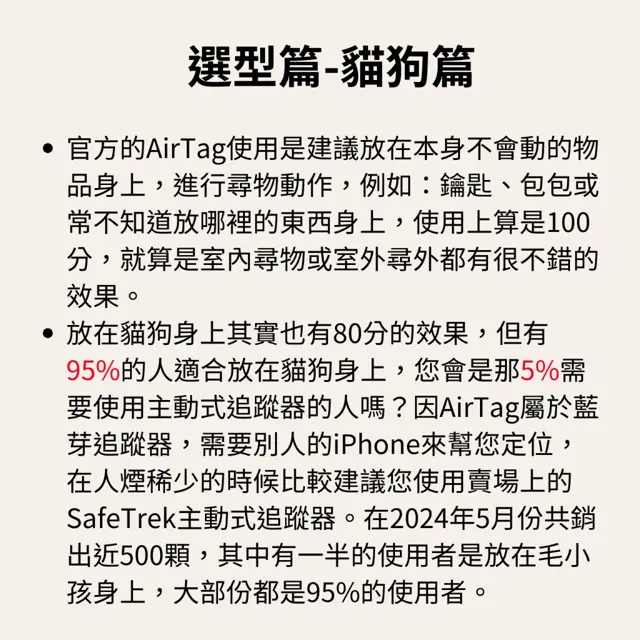 選型篇-貓狗篇
• 官方的AirTag使用是建議放在本身不會動的物
品身上，進行尋物動作，例如：鑰匙、包包或
常不知道放哪裡的東西身上，使用上算是100
分，就算是室內尋物或室外尋外都有很不錯的
效果。
• 放在貓狗身上其實也有80分的效果，但有
95%的人適合放在貓狗身上，您會是那5%需
要使用主動式追蹤器的人嗎？因AirTag屬於藍
芽追蹤器，需要別人的iPhone來幫您定位，
在人煙稀少的時候比較建議您使用賣場上的
SafeTrek主動式追蹤器。在2024年5月份共銷
出近500顆，其中有一半的使用者是放在毛小
孩身上，大部份都是95%的使用者。